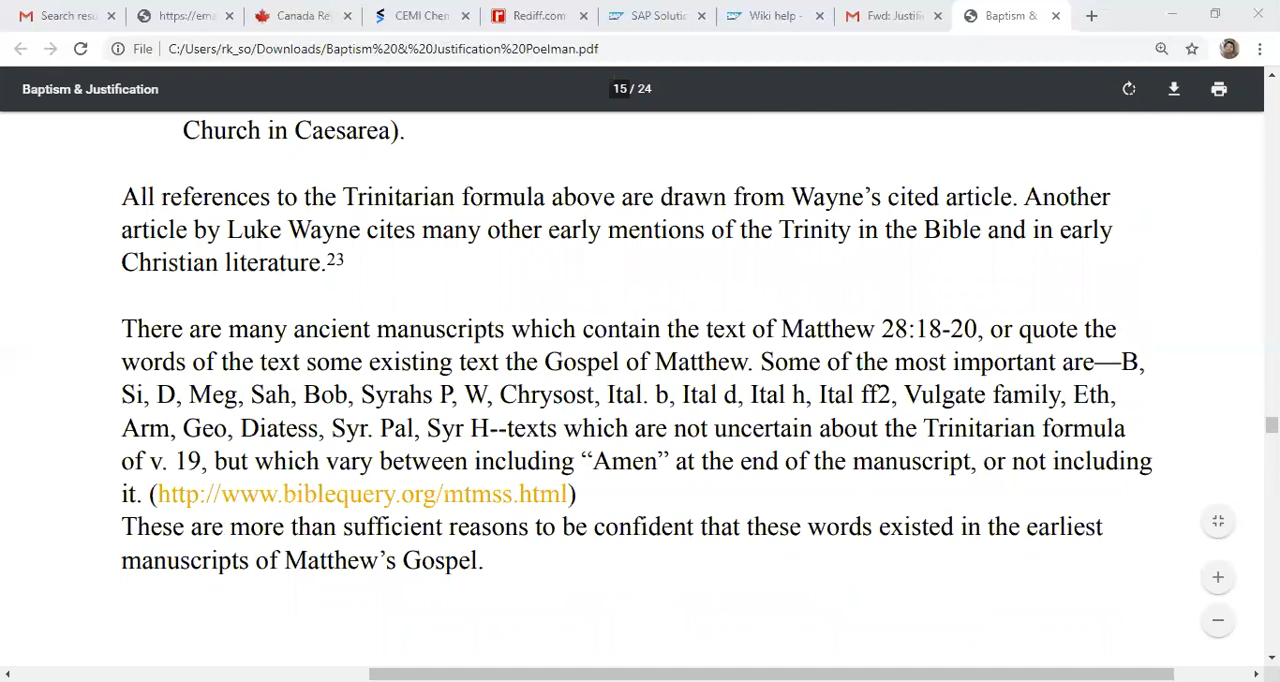 Search resu
https://ema
Canada Re
CEMI Chen
Rediff.com
SAP Soluti
Wiki help -
Fwd: Justifi
Baptism &
File C:/Users/rk_so/Downloads/Baptism%20&%20Justification%20Poelman.pdf
Baptism & Justification
15 / 24
Church in Caesarea).
All references to the Trinitarian formula above are drawn from Wayne’s cited article. Another
article by Luke Wayne cites many other early mentions of the Trinity in the Bible and in early
Christian literature.23
There are many ancient manuscripts which contain the text of Matthew 28:18-20, or quote the
words of the text some existing text the Gospel of Matthew. Some of the most important are—B,
Si, D, Meg, Sah, Bob, Syrahs P, W, Chrysost, Ital. b, Ital d, Ital h, Ital ff2, Vulgate family, Eth,
Arm, Geo, Diatess, Syr. Pal, Syr H--texts which are not uncertain about the Trinitarian formula
of v. 19, but which vary between including “Amen” at the end of the manuscript, or not including
it. (http://www.biblequery.org/mtmss.html)
These are more than sufficient reasons to be confident that these words existed in the earliest
manuscripts of Matthew’s Gospel.